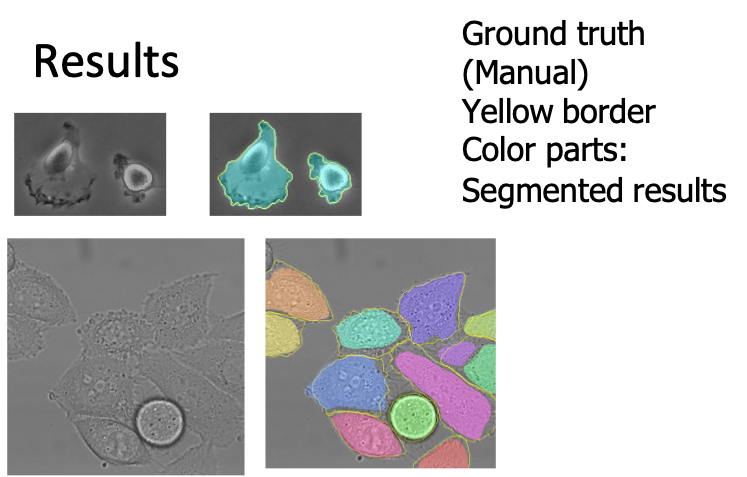 Results
Ground truth
(Manual)
Yellow border
Color parts:
Segmented results